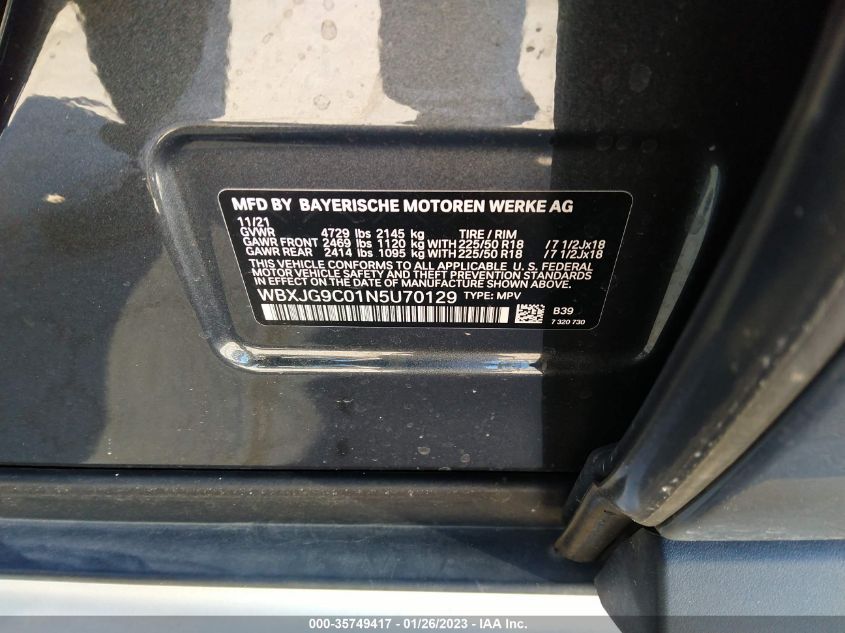 MFD BY BAYERISCHE MOTOREN WERKE AG
11/21
GVWR 4729 lbs 2145 kg TIRE / RIM
GAWR FRONT 2469 lbs 1120 kg WITH 225/50 R18 /7 1/2Jx18
GAWR REAR 2414 lbs 1095 kg WITH 225/50 R18 /7 1/2Jx18
THIS VEHICLE CONFORMS TO ALL APPLICABLE U.S. FEDERAL
MOTOR VEHICLE SAFETY AND THEFT PREVENTION STANDARDS
IN EFFECT ON THE DATE OF MANUFACTURE SHOWN ABOVE.
WBXJG9C01N5U70129 TYPE: MPV
B39
7 320 730
000-35749417 - 01/26/2023 - IAA Inc.